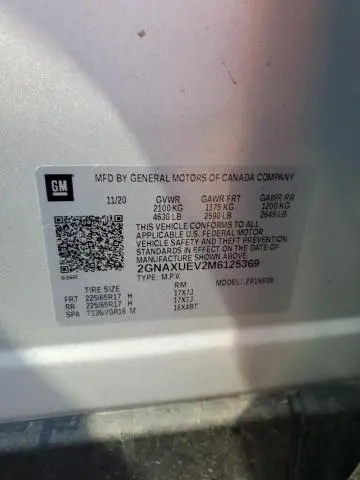 GM
MFD BY GENERAL MOTORS OF CANADA COMPANY
11/20 GVWR GAWR FRT GAWR RR
2100 KG 1175 KG 1200 KG
4630 LB 2590 LB 2645 LB
THIS VEHICLE CONFORMS TO ALL
APPLICABLE U.S. FEDERAL MOTOR
VEHICLE SAFETY, BUMPER, AND THEFT
PREVENTION STANDARDS IN EFFECT ON
THE DATE OF MANUFACTURE SHOWN ABOVE.
2GNAXUEV2M6125369
TYPE: M.P.V. MODEL:
TIRE SIZE RIM
FRT 225/65R17 H 17X7J
RR 225/65R17 H 17X7J
SPA T135/70R16 M 16X4BT